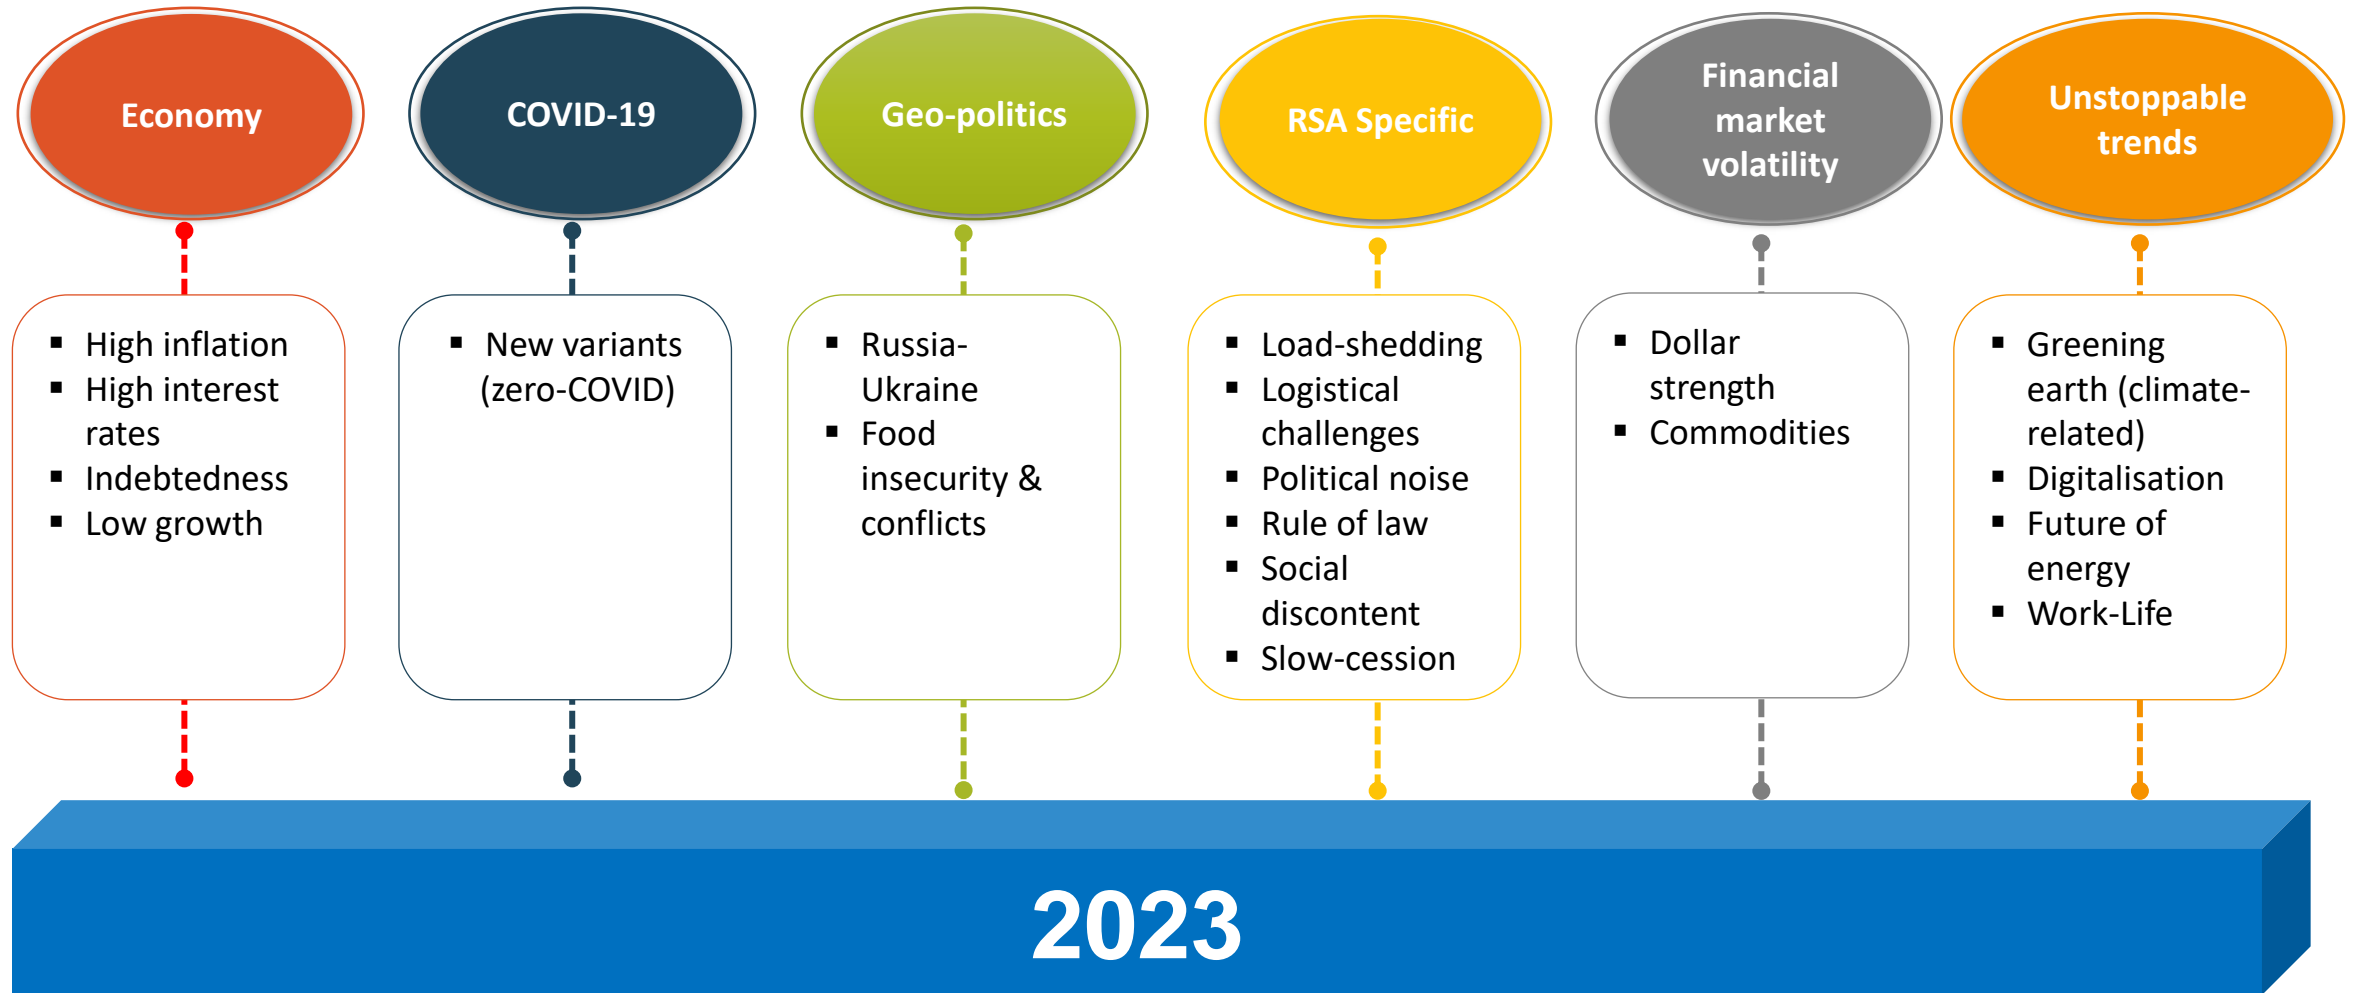 Economy
COVID-19
Geo-politics
RSA Specific
Financial
market
volatility
Unstoppable
trends
▪ High inflation
▪ High interest
rates
▪ Indebtedness
▪ Low growth
▪ New variants
(zero-COVID)
▪ Russia-
Ukraine
▪ Food
insecurity &
conflicts
▪ Load-shedding
▪ Logistical
challenges
▪ Political noise
▪ Rule of law
▪ Social
discontent
▪ Slow-cession
▪ Dollar
strength
▪ Commodities
▪ Greening
earth (climate-
related)
▪ Digitalisation
▪ Future of
energy
▪ Work-Life
2023